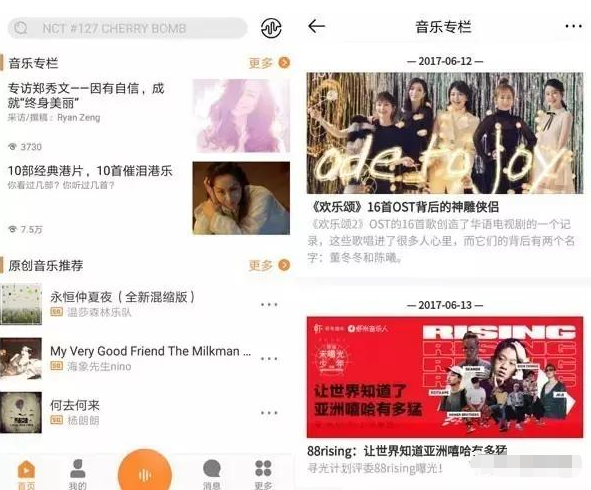 NCT #127 CHERRY BOMB
音乐专栏
更多
专访郑秀文——因有自信，成
就“终身美丽”
采访/撰稿：Ryan Zeng
3730
10部经典港片，10首催泪港乐
你看过几部？你听过几首？
7.5万
原创音乐推荐
更多
永恒仲夏夜（全新混缩版）
SQ 温莎森林乐队
My Very Good Friend The Milkman ...
SQ 海象先生nino
何去何来
SQ 杨朗朗
首页
我的
消息
更多
音乐专栏
— 2017-06-12 —
ode to joy
《欢乐颂》16首OST背后的神雕侠侣
《欢乐颂2》OST的16首歌创造了华语电视剧的一个记
录，这些歌唱进了很多人心里，而它们的背后有两个名
字：董冬冬和陈曦。
— 2017-06-13 —
虾米音乐人
RISING
让世界知道了
亚洲嘻哈有多猛
88rising：让世界知道亚洲嘻哈有多猛
寻光计划评委88rising曝光！